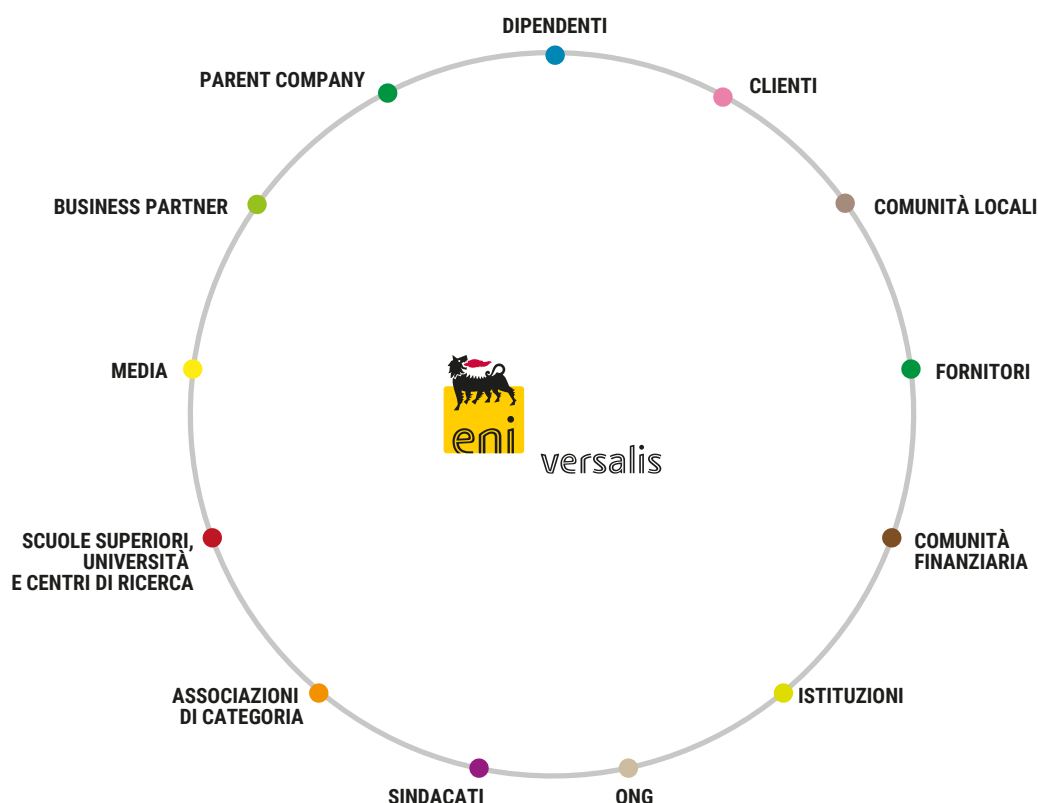 DIPENDENTI
PARENT COMPANY
CLIENTI
BUSINESS PARTNER
COMUNITÀ LOCALI
MEDIA
FORNITORI
eni
versalis
SCUOLE SUPERIORI,
UNIVERSITÀ
E CENTRI DI RICERCA
COMUNITÀ
FINANZIARIA
ASSOCIAZIONI
DI CATEGORIA
ISTITUZIONI
SINDACATI
ONG